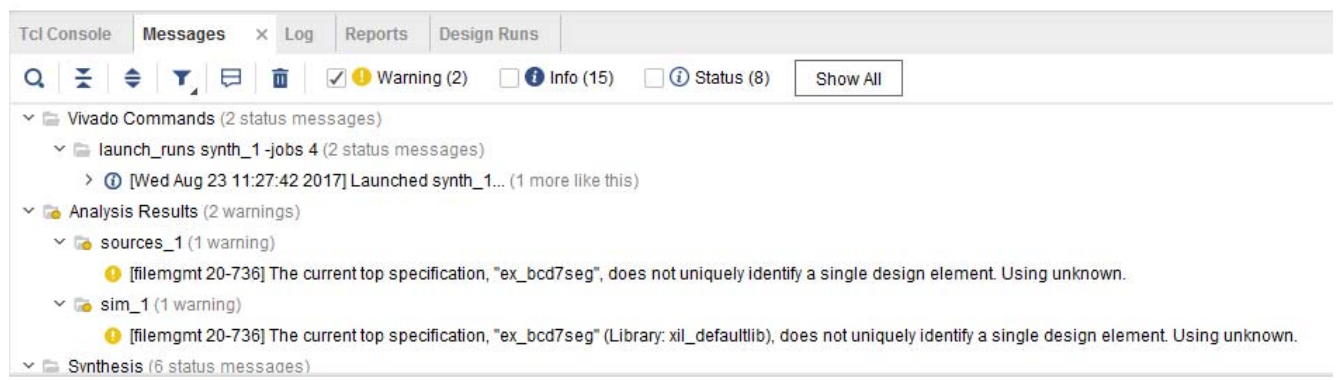 Tcl Console Messages × Log Reports Design Runs
Warning (2) Info (15) Status (8) Show All
Vivado Commands (2 status messages)
launch_runs synth_1 -jobs 4 (2 status messages)
[Wed Aug 23 11:27:42 2017] Launched synth_1... (1 more like this)
Analysis Results (2 warnings)
sources_1 (1 warning)
[filemgmt 20-736] The current top specification, "ex_bcd7seg", does not uniquely identify a single design element. Using unknown.
sim_1 (1 warning)
[filemgmt 20-736] The current top specification, "ex_bcd7seg" (Library: xil_defaultlib), does not uniquely identify a single design element. Using unknown.
Synthesis (6 status messages)